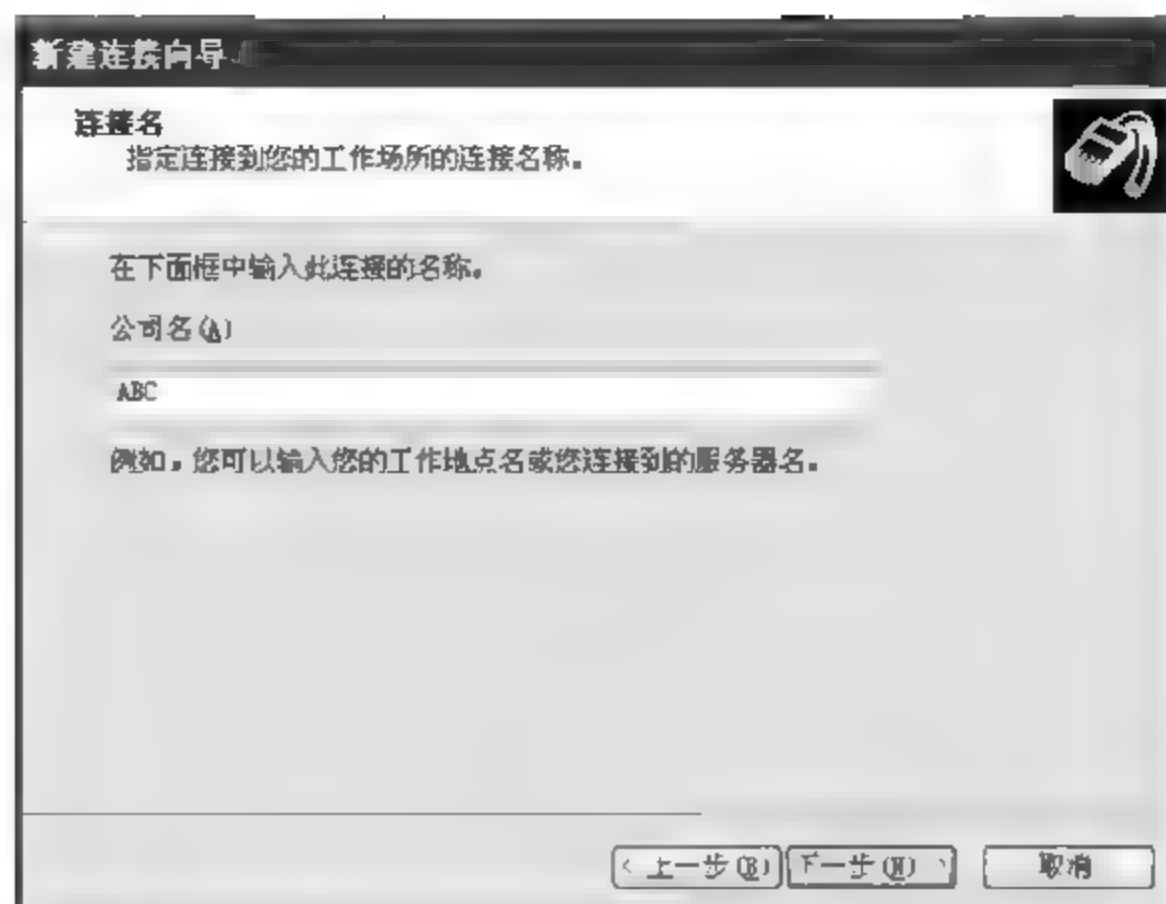 新建连接向导
连接名
指定连接到您的工作场所的连接名称。
在下面框中输入此连接的名称。
公司名(A)
ABC
例如，您可以输入您的工作地点名或您连接到的服务器名。
< 上一步(B) 下一步(N) > 取消